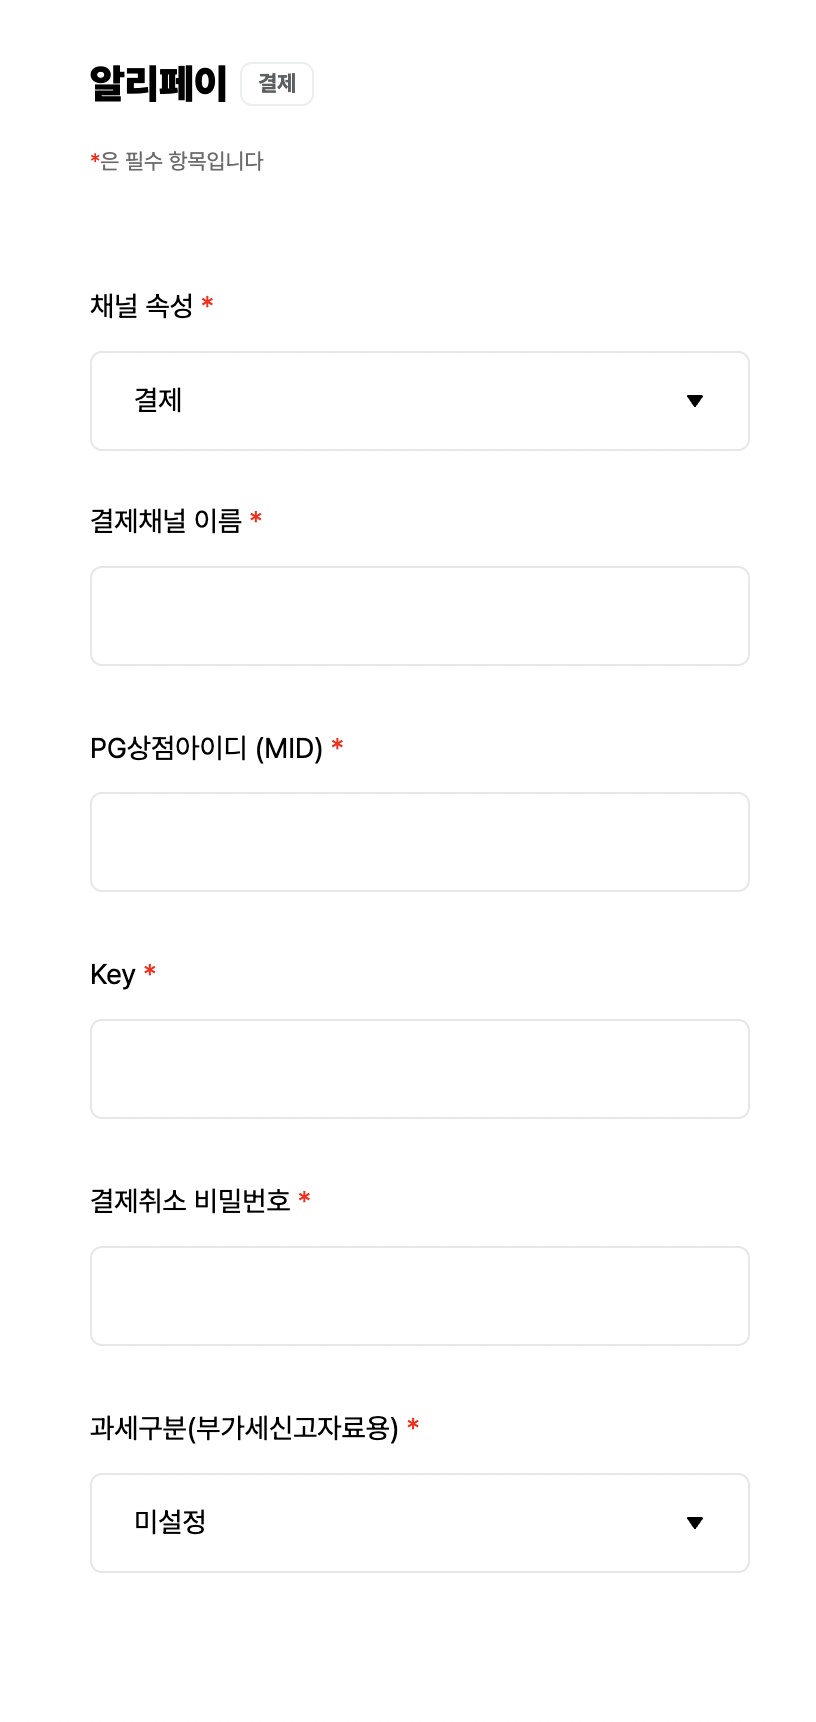 알리페이 결제
*은 필수 항목입니다
채널 속성 *
결제
결제채널 이름 *
PG상점아이디 (MID) *
Key *
결제취소 비밀번호 *
과세구분(부가세신고자료용) *
미설정